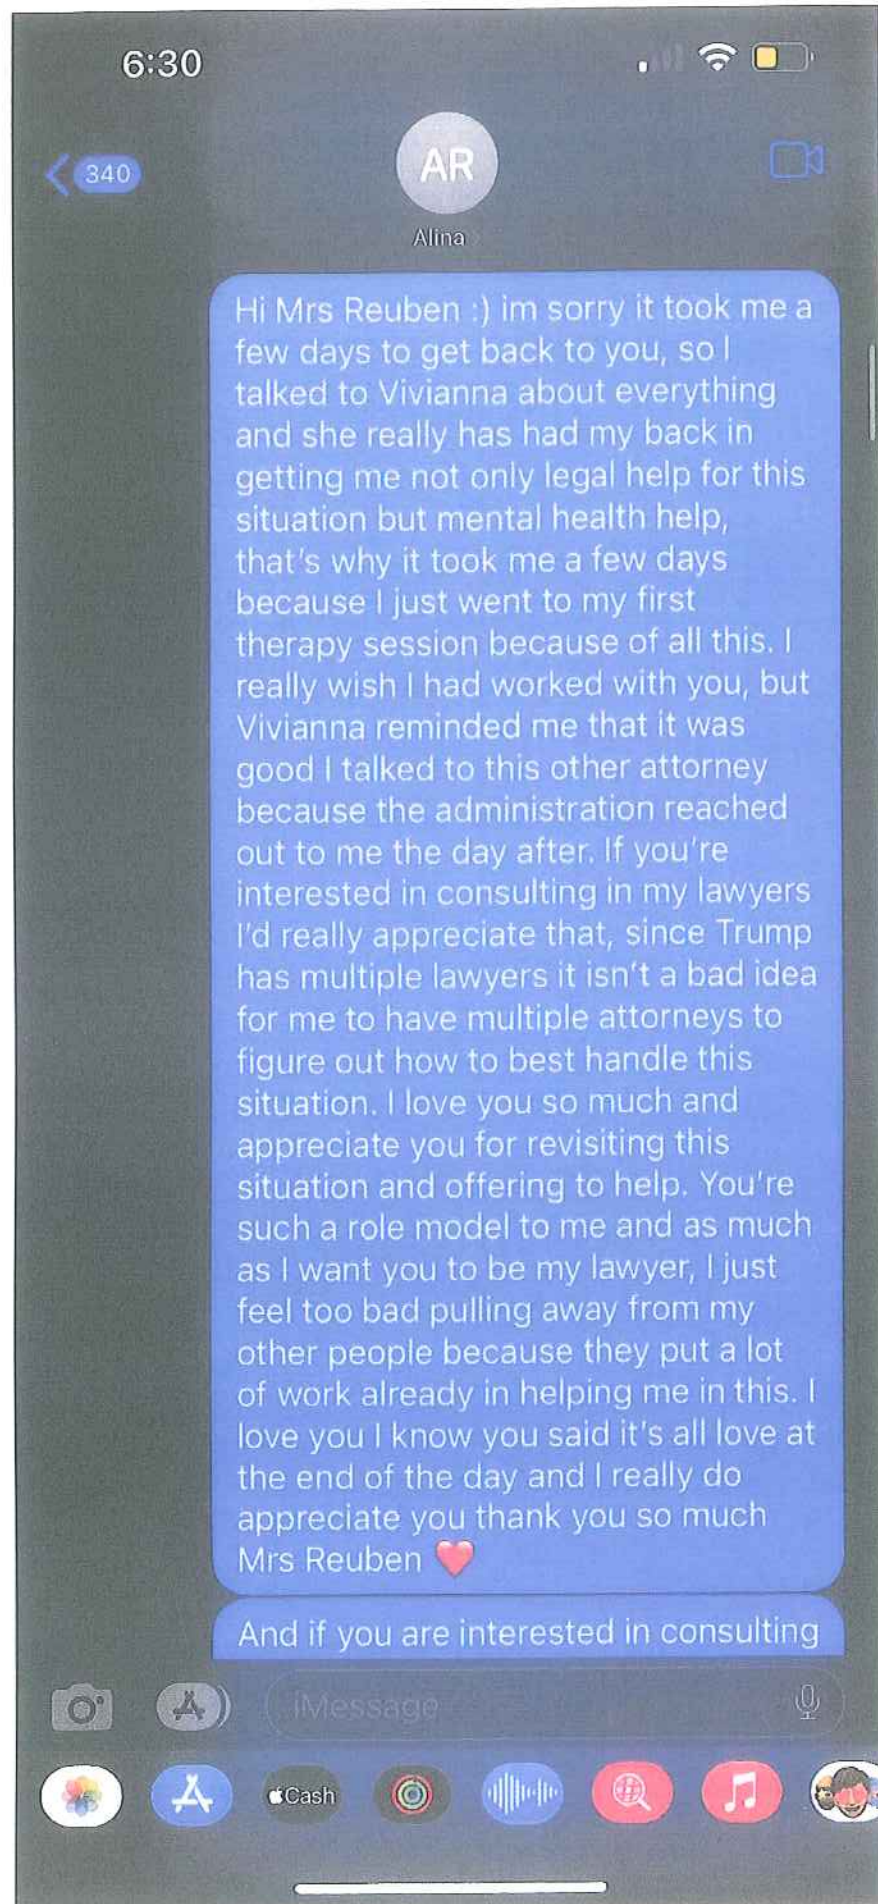 6:30
340
AR
Alina
Hi Mrs Reuben :) im sorry it took me a
few days to get back to you, so I
talked to Vivianna about everything
and she really has had my back in
getting me not only legal help for this
situation but mental health help,
that's why it took me a few days
because I just went to my first
therapy session because of all this. I
really wish I had worked with you, but
Vivianna reminded me that it was
good I talked to this other attorney
because the administration reached
out to me the day after. If you're
interested in consulting in my lawyers
I'd really appreciate that, since Trump
has multiple lawyers it isn't a bad idea
for me to have multiple attorneys to
figure out how to best handle this
situation. I love you so much and
appreciate you for revisiting this
situation and offering to help. You're
such a role model to me and as much
as I want you to be my lawyer, I just
feel too bad pulling away from my
other people because they put a lot
of work already in helping me in this. I
love you I know you said it's all love at
the end of the day and I really do
appreciate you thank you so much
Mrs Reuben ❤️
And if you are interested in consulting
iMessage
Cash